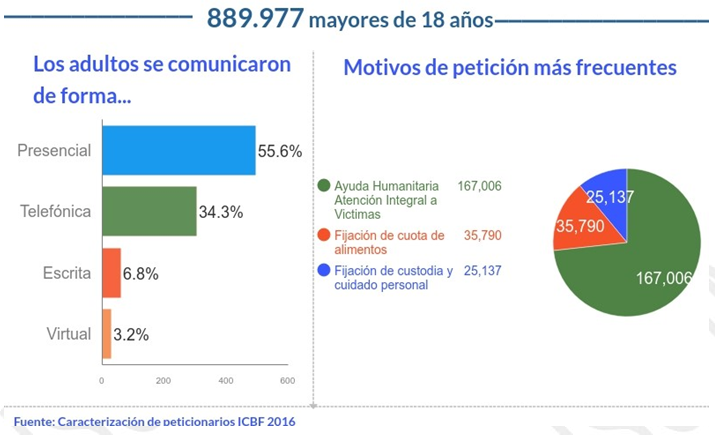 889.977 mayores de 18 años
Los adultos se comunicaron
de forma...
Presencial
55.6%
Telefónica
34.3%
Escrita
6.8%
Virtual
3.2%
0
200
400
600
Motivos de petición más frecuentes
Ayuda Humanitaria 167,006
Atención Integral a
Victimas
Fijación de cuota de 35,790
alimentos
Fijación de custodia y 25,137
cuidado personal
25,137
35,790
167,006
Fuente: Caracterización de peticionarios ICBF 2016